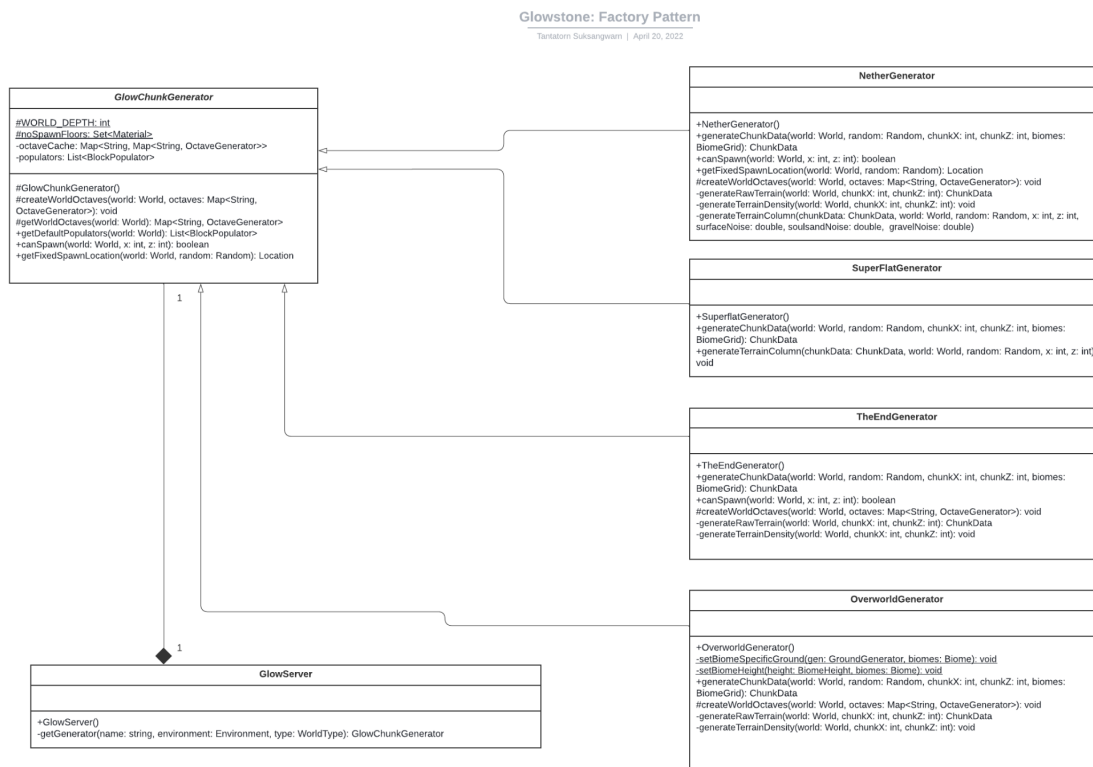 Glowstone: Factory Pattern
Tantatorn Suksangwarn | April 20, 2022
GlowChunkGenerator
#WORLD_DEPTH: int
#noSpawnFloors: Set<Material>
-octaveCache: Map<String, Map<String, OctaveGenerator>>
-populators: List<BlockPopulator>
#GlowChunkGenerator()
#createWorldOctaves(world: World, octaves: Map<String,
OctaveGenerator>): void
#getWorldOctaves(world: World): Map<String, OctaveGenerator>
+getDefaultPopulators(world: World): List<BlockPopulator>
+canSpawn(world: World, x: int, z: int): boolean
+getFixedSpawnLocation(world: World, random: Random): Location
1
1
GlowServer
+GlowServer()
-getGenerator(name: string, environment: Environment, type: WorldType): GlowChunkGenerator
NetherGenerator
+NetherGenerator()
+generateChunkData(world: World, random: Random, chunkX: int, chunkZ: int, biomes:
BiomeGrid): ChunkData
+canSpawn(world: World, x: int, z: int): boolean
+getFixedSpawnLocation(world: World, random: Random): Location
#createWorldOctaves(world: World, octaves: Map<String, OctaveGenerator>): void
-generateRawTerrain(world: World, chunkX: int, chunkZ: int): ChunkData
-generateTerrainDensity(world: World, chunkX: int, chunkZ: int): void
-generateTerrainColumn(chunkData: ChunkData, world: World, random: Random, x: int, z: int,
surfaceNoise: double, soulsandNoise: double, gravelNoise: double)
SuperFlatGenerator
+SuperflatGenerator()
+generateChunkData(world: World, random: Random, chunkX: int, chunkZ: int, biomes:
BiomeGrid): ChunkData
+generateTerrainColumn(chunkData: ChunkData, world: World, random: Random, x: int, z: int)
void
TheEndGenerator
+TheEndGenerator()
+generateChunkData(world: World, random: Random, chunkX: int, chunkZ: int, biomes:
BiomeGrid): ChunkData
+canSpawn(world: World, x: int, z: int): boolean
#createWorldOctaves(world: World, octaves: Map<String, OctaveGenerator>): void
-generateRawTerrain(world: World, chunkX: int, chunkZ: int): ChunkData
-generateTerrainDensity(world: World, chunkX: int, chunkZ: int): void
OverworldGenerator
+OverworldGenerator()
-setBiomeSpecificGround(gen: GroundGenerator, biomes: Biome): void
-setBiomeHeight(height: BiomeHeight, biomes: Biome): void
+generateChunkData(world: World, random: Random, chunkX: int, chunkZ: int, biomes:
BiomeGrid): ChunkData
#createWorldOctaves(world: World, octaves: Map<String, OctaveGenerator>): void
-generateRawTerrain(world: World, chunkX: int, chunkZ: int): ChunkData
-generateTerrainDensity(world: World, chunkX: int, chunkZ: int): void